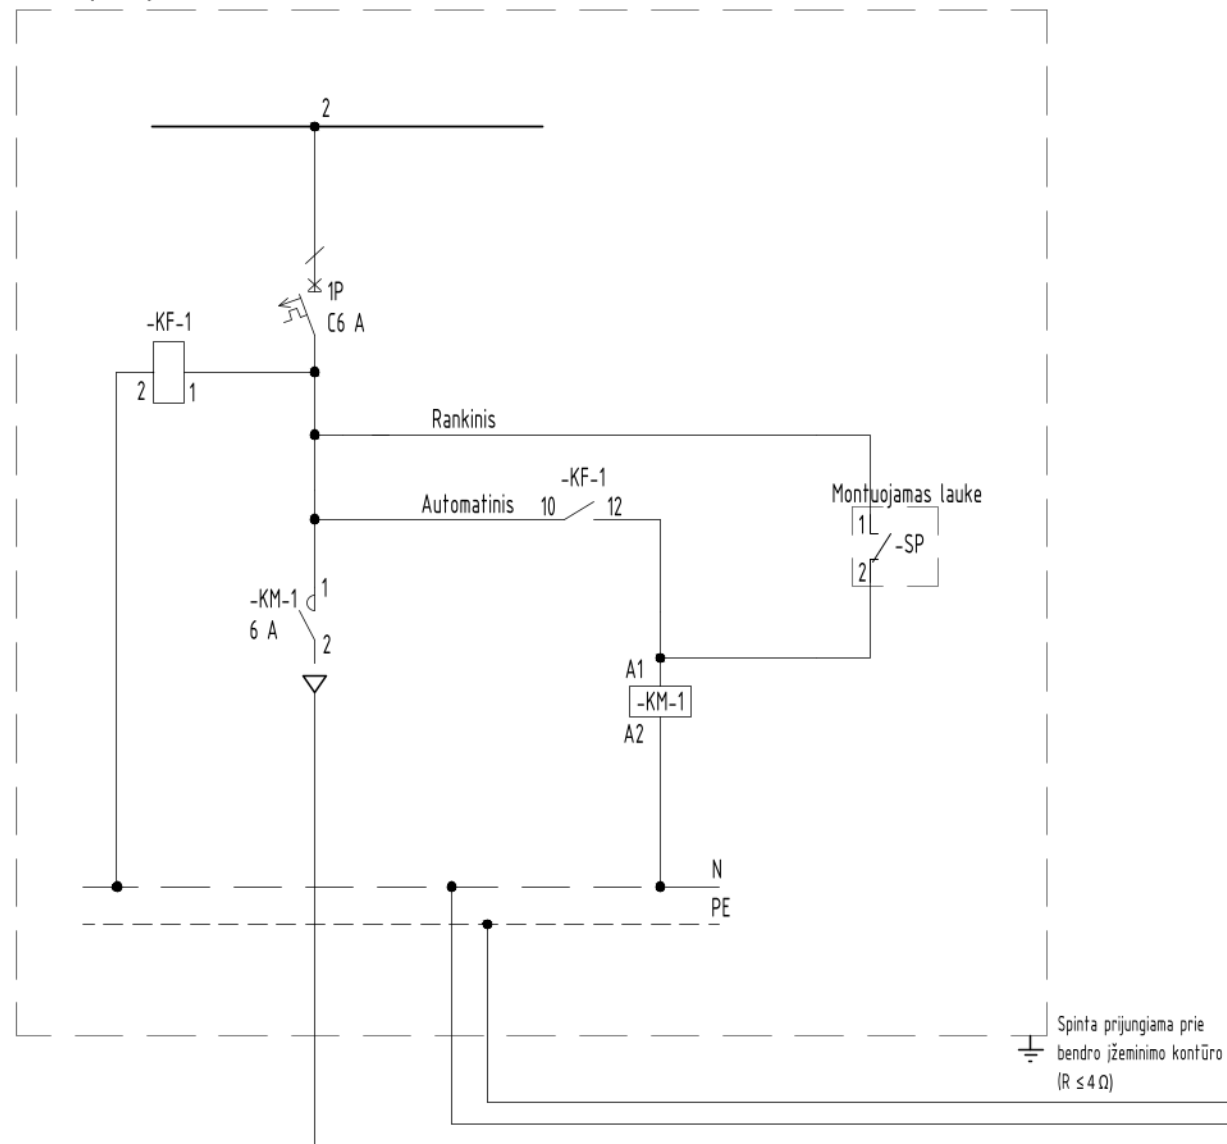 2
1P
C6 A
-KF-1
2
1
Rankinis
-KF-1
Automatinis
10
12
Montuojamas lauke
1
-SP
2
-KM-1
1
6 A
2
A1
-KM-1
A2
N
PE
Spinta prijungiama prie
bendro įžeminimo kontūro
(R ≤ 4 Ω)